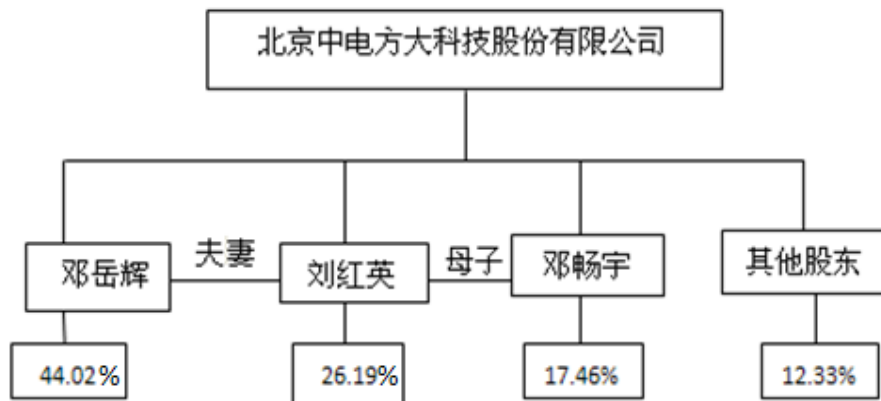 北京中电方大科技股份有限公司
夫妻
母子
邓岳辉
刘红英
邓畅宇
其他股东
44.02%
26.19%
17.46%
12.33%